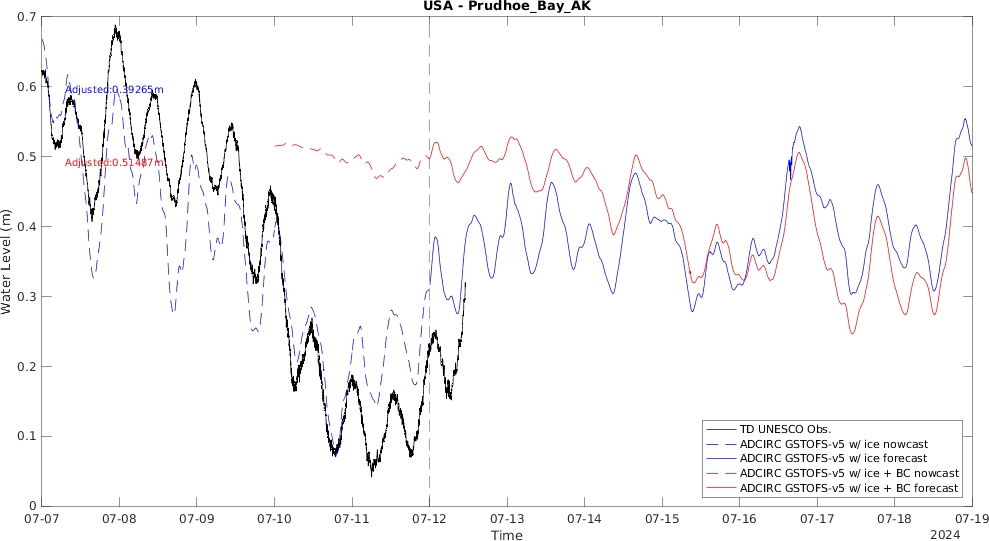 USA - Prudhoe_Bay_AK
Water Level (m)
0.7
0.6
0.5
0.4
0.3
0.2
0.1
0
Adjusted:0.39265m
Adjusted:0.51487m
TD UNESCO Obs.
ADCIRC GSTOFS-v5 w/ ice nowcast
ADCIRC GSTOFS-v5 w/ ice forecast
ADCIRC GSTOFS-v5 w/ ice + BC nowcast
ADCIRC GSTOFS-v5 w/ ice + BC forecast
07-07 07-08 07-09 07-10 07-11 07-12 07-13 07-14 07-15 07-16 07-17 07-18 07-19
Time
2024